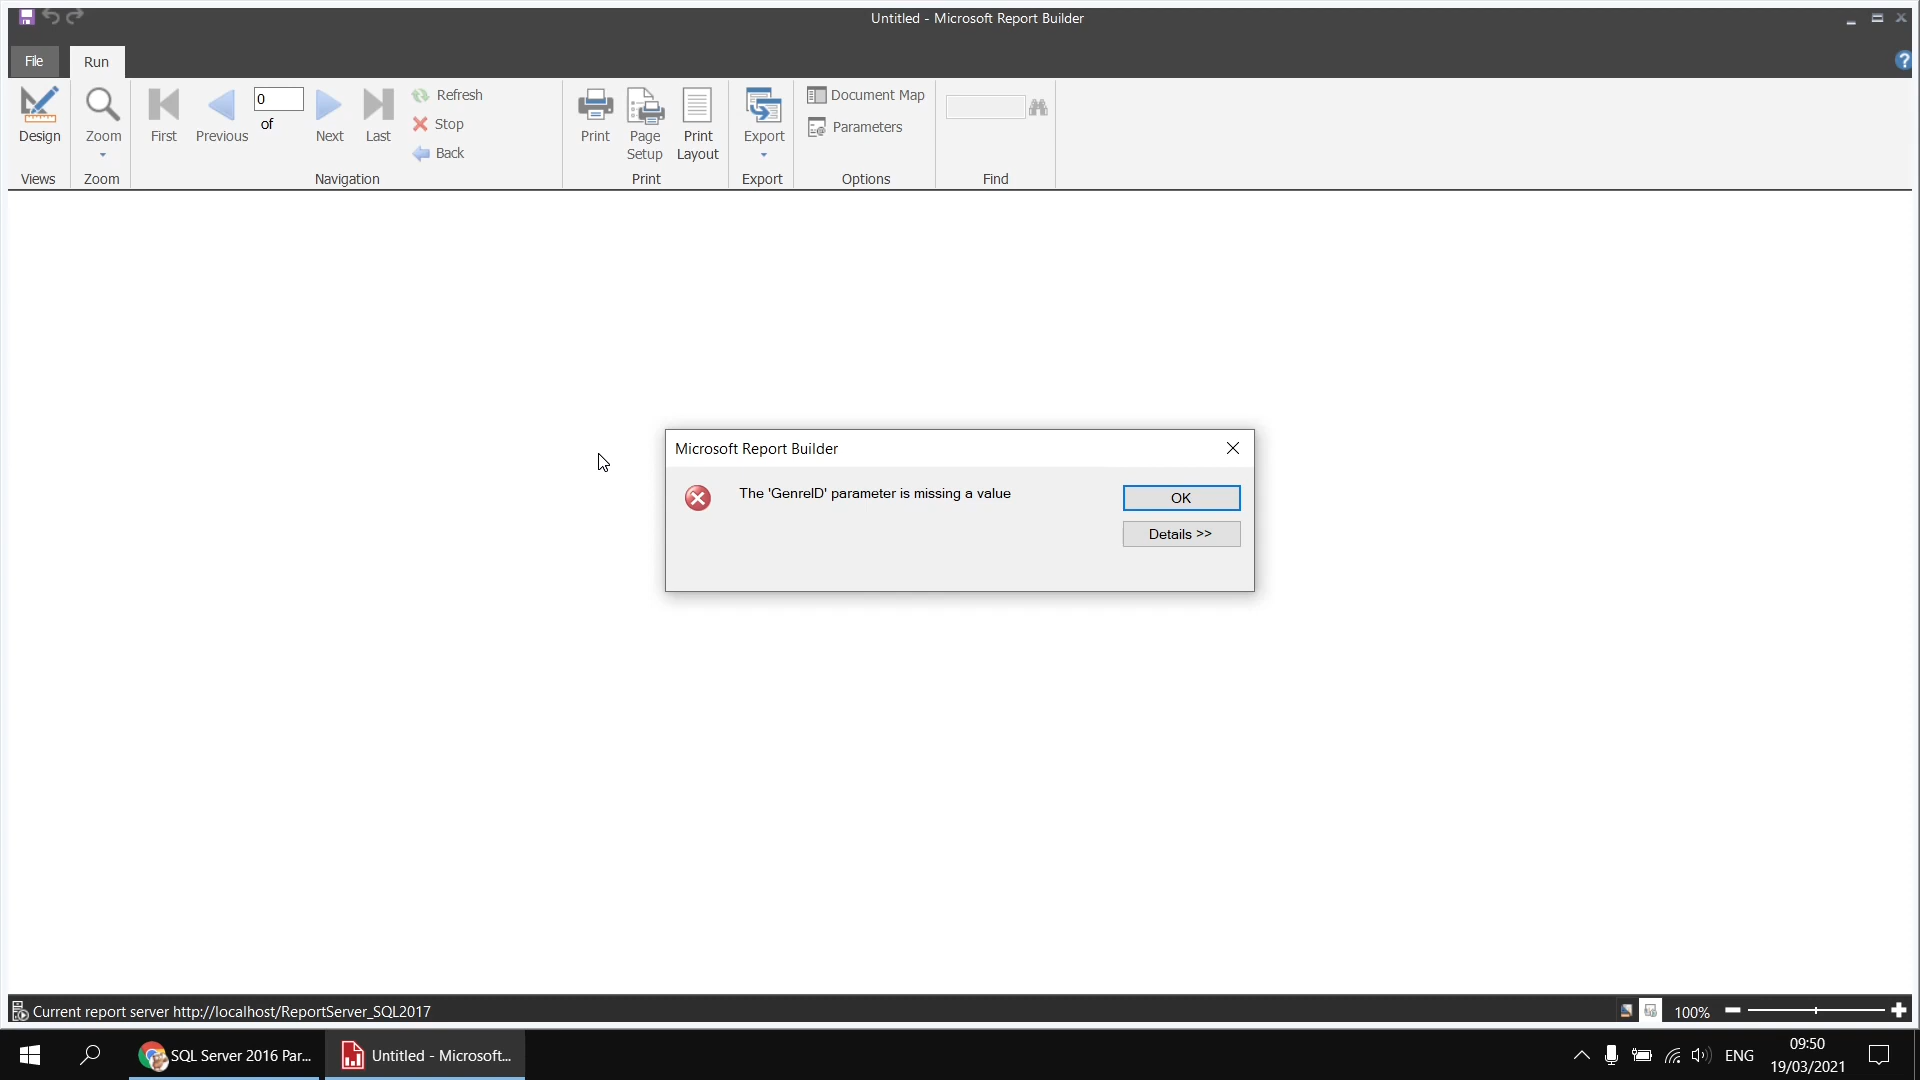 Untitled - Microsoft Report Builder
File
Run
?
Design
Zoom
First
Previous
0
of
Next
Last
Refresh
Stop
Back
Print
Page
Setup
Print
Layout
Export
Document Map
Parameters
Views
Zoom
Navigation
Print
Export
Options
Find
Microsoft Report Builder
The 'GenreID' parameter is missing a value
OK
Details >>
Current report server http://localhost/ReportServer_SQL2017
100%
SQL Server 2016 Par...
Untitled - Microsoft...
ENG
09:50
19/03/2021